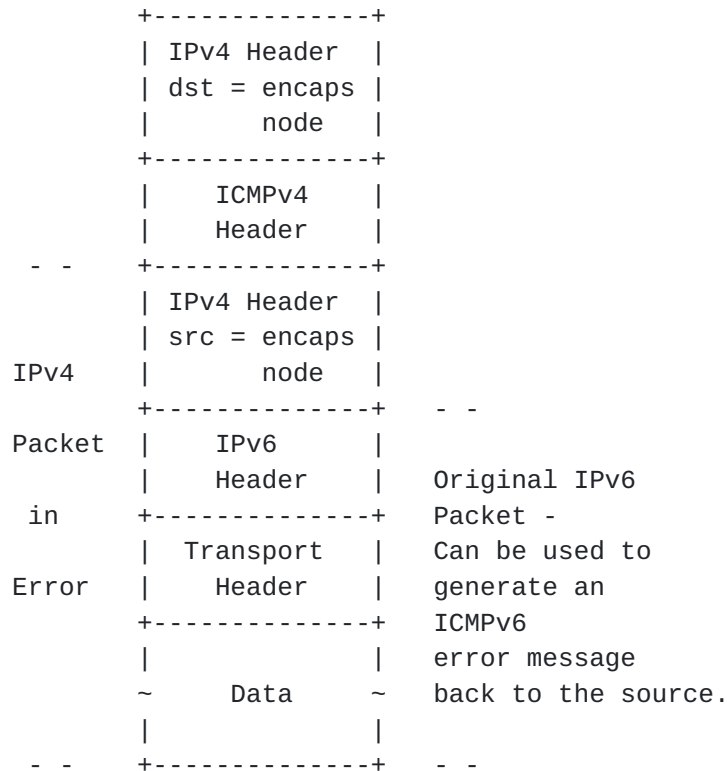 +--------------+
| IPv4 Header  |
| dst = encaps |
|       node   |
+--------------+
|    ICMPv4    |
|    Header    |
- -    +--------------+
| IPv4 Header  |
| src = encaps |
IPv4   |       node   |
+--------------+   - -
Packet |    IPv6      |
|    Header    |   Original IPv6
in    +--------------+   Packet -
|  Transport   |   Can be used to
Error  |    Header    |   generate an
+--------------+   ICMPv6
|              |   error message
~     Data     ~   back to the source.
|              |
- -    +--------------+   - -